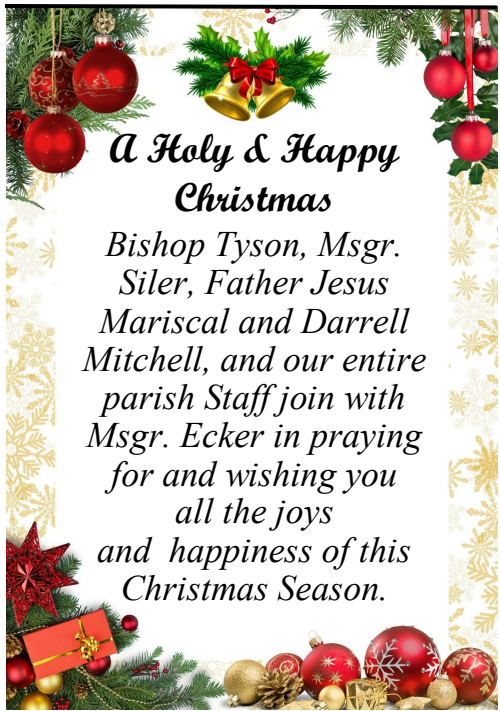 A Holy & Happy
Christmas
Bishop Tyson, Msgr.
Siler, Father Jesus
Mariscal and Darrell
Mitchell, and our entire
parish Staff join with
Msgr. Ecker in praying
for and wishing you
all the joys
and happiness of this
Christmas Season.